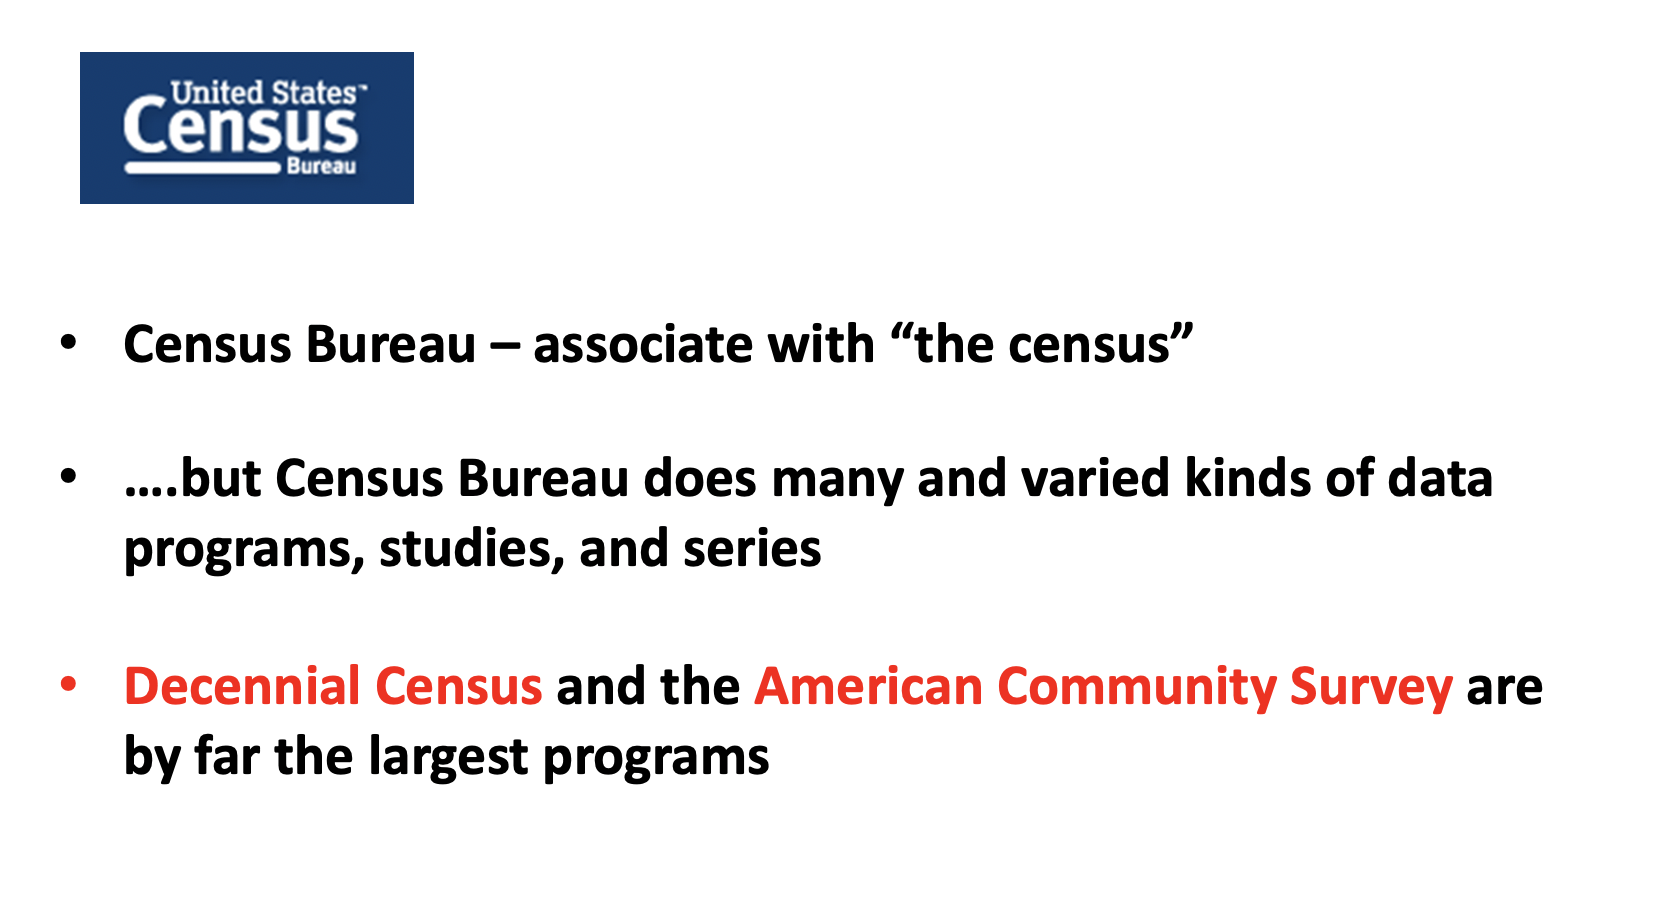 United States™
Census
Bureau
• Census Bureau – associate with “the census”
• ….but Census Bureau does many and varied kinds of data
programs, studies, and series
• Decennial Census and the American Community Survey are
by far the largest programs